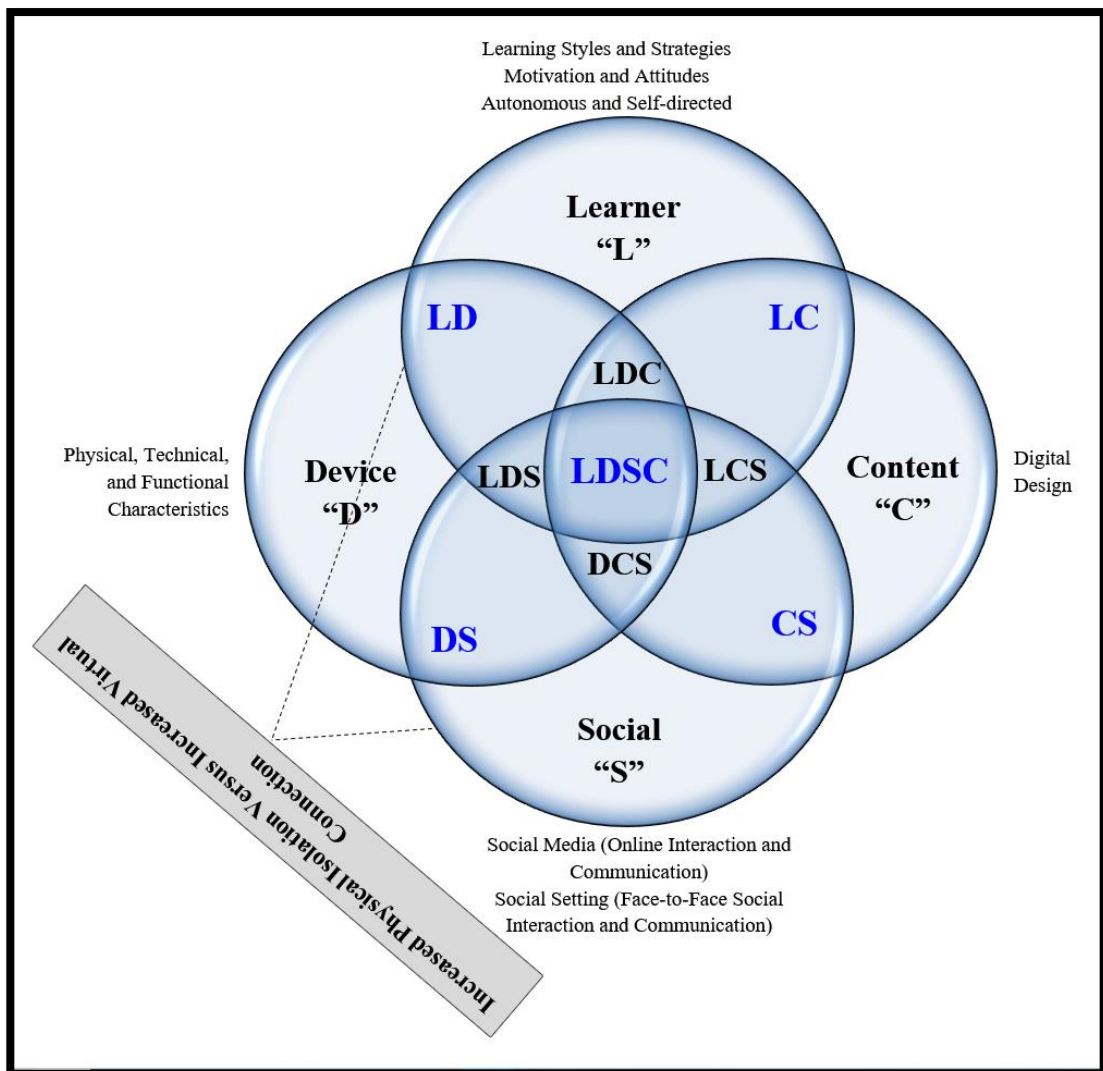 Learning Styles and Strategies
Motivation and Attitudes
Autonomous and Self-directed
Learner
“L”
LD
LC
LDC
Physical, Technical,
and Functional
Characteristics
Device
“D”
LDS
LDSC
LCS
Content
“C”
Digital
Design
DCS
DS
CS
Social
“S”
Increased Physical Isolation Versus Increased Virtual
Connection
Social Media (Online Interaction and
Communication)
Social Setting (Face-to-Face Social
Interaction and Communication)